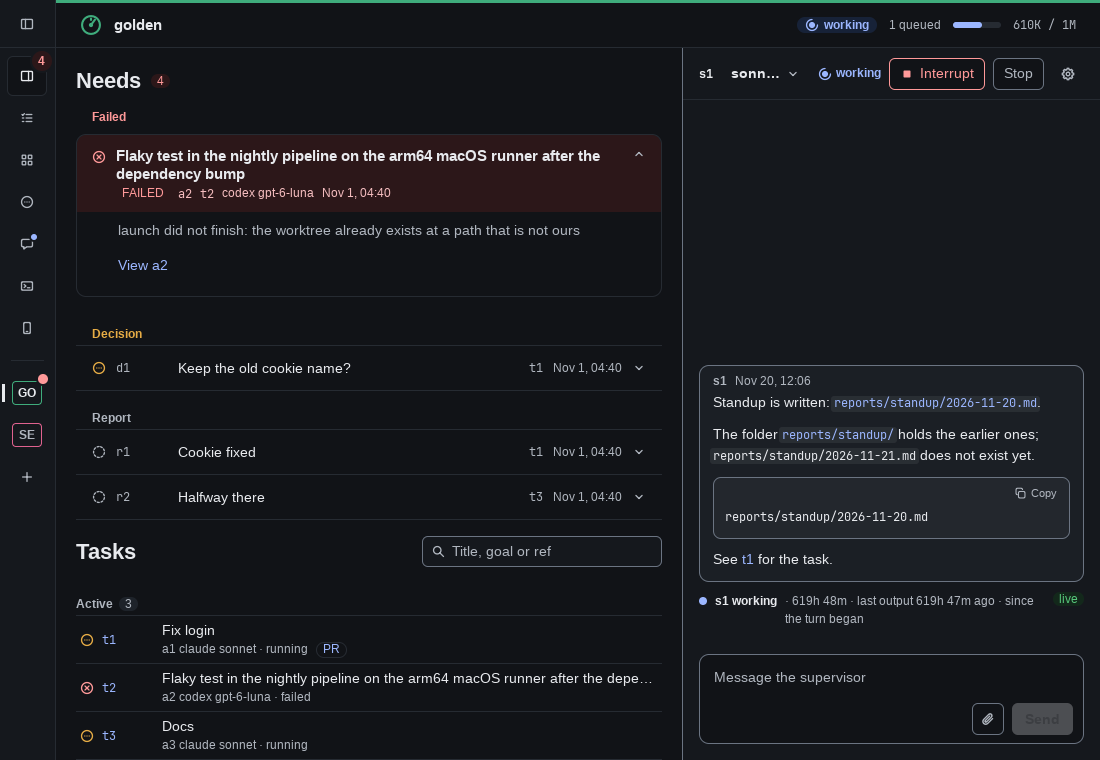 golden
working
1 queued
610K / 1M
4
GO
SE
Needs 4
Failed
Flaky test in the nightly pipeline on the arm64 macOS runner after the
dependency bump
FAILED a2 t2 codex gpt-6-luna Nov 1, 04:40
launch did not finish: the worktree already exists at a path that is not ours
View a2
Decision
d1 Keep the old cookie name? t1 Nov 1, 04:40
Report
r1 Cookie fixed t1 Nov 1, 04:40
r2 Halfway there t3 Nov 1, 04:40
Tasks
Title, goal or ref
Active 3
t1 Fix login
a1 claude sonnet · running PR
t2 Flaky test in the nightly pipeline on the arm64 macOS runner after the depe…
a2 codex gpt-6-luna · failed
t3 Docs
a3 claude sonnet · running
s1 sonn… working Interrupt Stop
s1 Nov 20, 12:06
Standup is written: reports/standup/2026-11-20.md.
The folder reports/standup/ holds the earlier ones;
reports/standup/2026-11-21.md does not exist yet.
Copy
reports/standup/2026-11-20.md
See t1 for the task.
s1 working · 619h 48m · last output 619h 47m ago · since
the turn began
live
Message the supervisor
Send